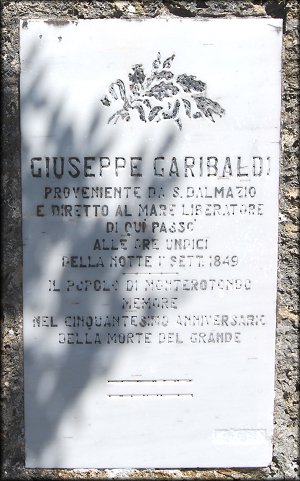 GIUSEPPE GARIBALDI
PROVENIENTE DA S. DALMAZIO
E DIRETTO AL MARE LIBERATORE
DI QUI PASSO'
ALLE ORE UNDICI
DELLA NOTTE 1° SETT. 1849
IL POPOLO DI MONTEROTONDO
MEMORE
NEL CINQUANTESIMO ANNIVERSARIO
DELLA MORTE DEL GRANDE